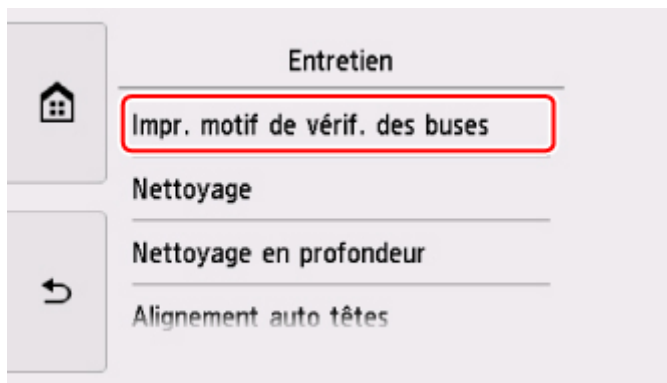 Entretien
Impr. motif de vérif. des buses
Nettoyage
Nettoyage en profondeur
Alignement auto têtes